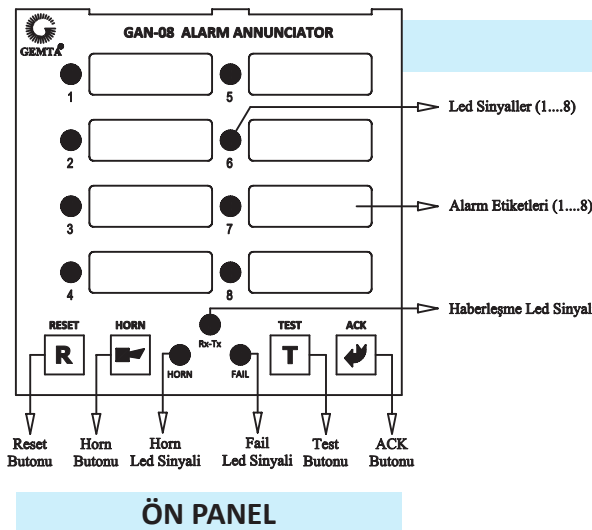 GAN-08 ALARM ANNUNCIATOR
GEMTA
1
5
2
6
Led Sinyaller (1....8)
3
7
Alarm Etiketleri (1....8)
4
8
Haberleşme Led Sinyal
RESET
HORN
Rx-Tx
TEST
ACK
R
T
HORN
FAIL
Reset Butonu
Horn Butonu
Horn Led Sinyali
Fail Led Sinyali
Test Butonu
ACK Butonu
ÖN PANEL